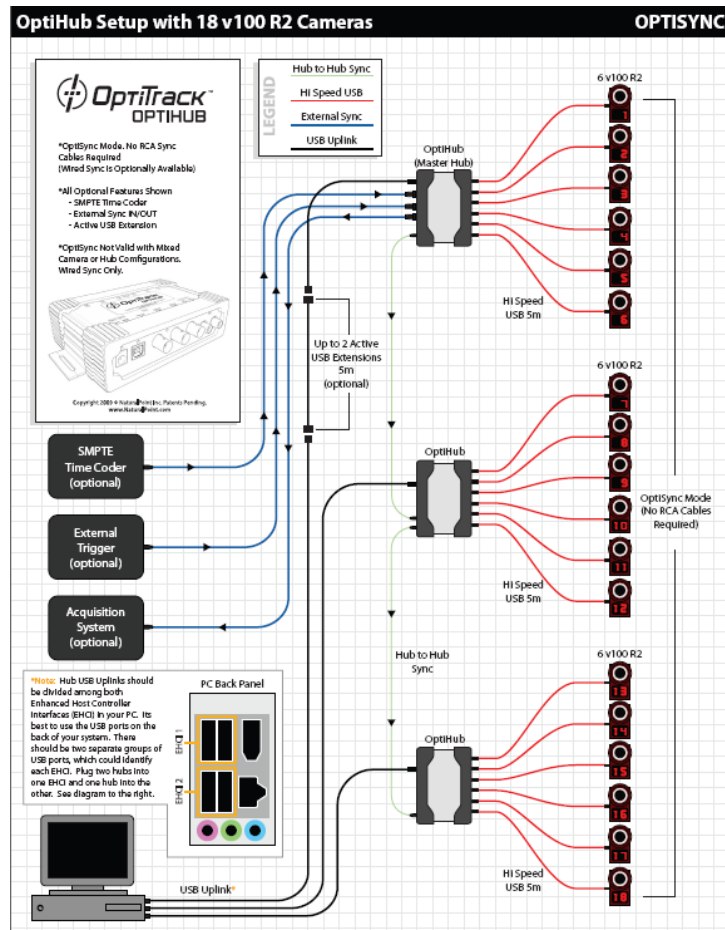 OptiHub Setup with 18 v100 R2 Cameras
OPTISYNC
OPTITRACK™
OPTIHUB
*OptiSync Mode. No RCA Sync
Cables Required
(Wired Sync is Optionally Available)
*All Optional Features Shown
- SMPTE Time Coder
- External Sync IN/OUT
- Active USB Extension
*OptiSync Not Valid with Mixed
Camera or Hub Configurations.
Wired Sync Only.
Copyright 2009 © NaturalPoint Inc. Patents Pending.
www.NaturalPoint.com
LEGEND
Hub to Hub Sync
Hi Speed USB
External Sync
USB Uplink
OptiHub
(Master Hub)
6 v100 R2
1
2
3
4
5
6
Hi Speed
USB 5m
Up to 2 Active
USB Extensions
5m
(optional)
SMPTE
Time Coder
(optional)
External
Trigger
(optional)
Acquisition
System
(optional)
OptiHub
6 v100 R2
7
8
9
10
11
12
Hi Speed
USB 5m
OptiSync Mode
(No RCA Cables
Required)
Hub to Hub
Sync
OptiHub
6 v100 R2
13
14
15
16
17
18
Hi Speed
USB 5m
*Note: Hub USB Uplinks should
be divided among both
Enhanced Host Controller
Interfaces (EHCI) in your PC. Its
best to use the USB ports on the
back of your system. There
should be two separate groups of
USB ports, which could identify
each EHCI. Plug two hubs into
one EHCI and one hub into the
other. See diagram to the right.
PC Back Panel
EHCI 1
EHCI 2
USB Uplink*